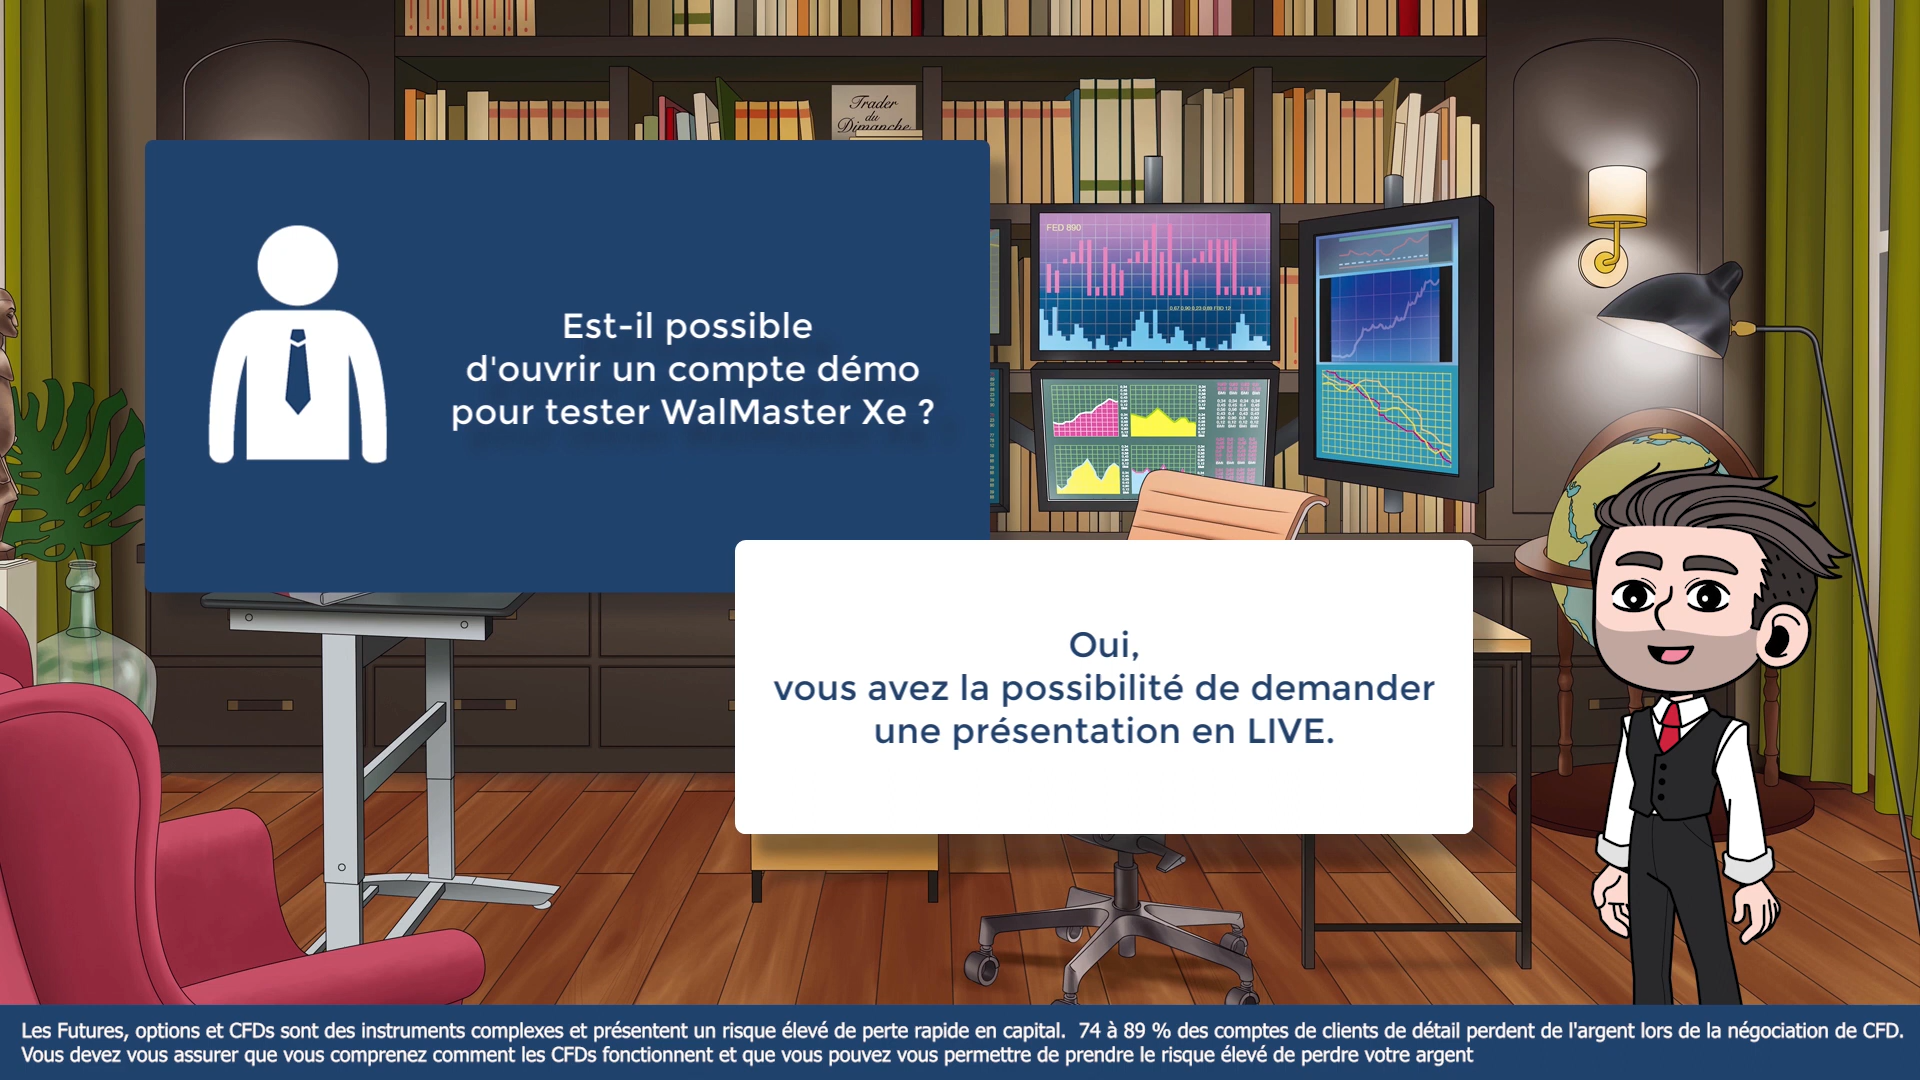 Trader
du
Dimanche
FED 890
Est-il possible
d'ouvrir un compte démo
pour tester WalMaster Xe ?
Oui,
vous avez la possibilité de demander
une présentation en LIVE.
Les Futures, options et CFDs sont des instruments complexes et présentent un risque élevé de perte rapide en capital.  74 à 89 % des comptes de clients de détail perdent de l'argent lors de la négociation de CFD.
Vous devez vous assurer que vous comprenez comment les CFDs fonctionnent et que vous pouvez vous permettre de prendre le risque élevé de perdre votre argent